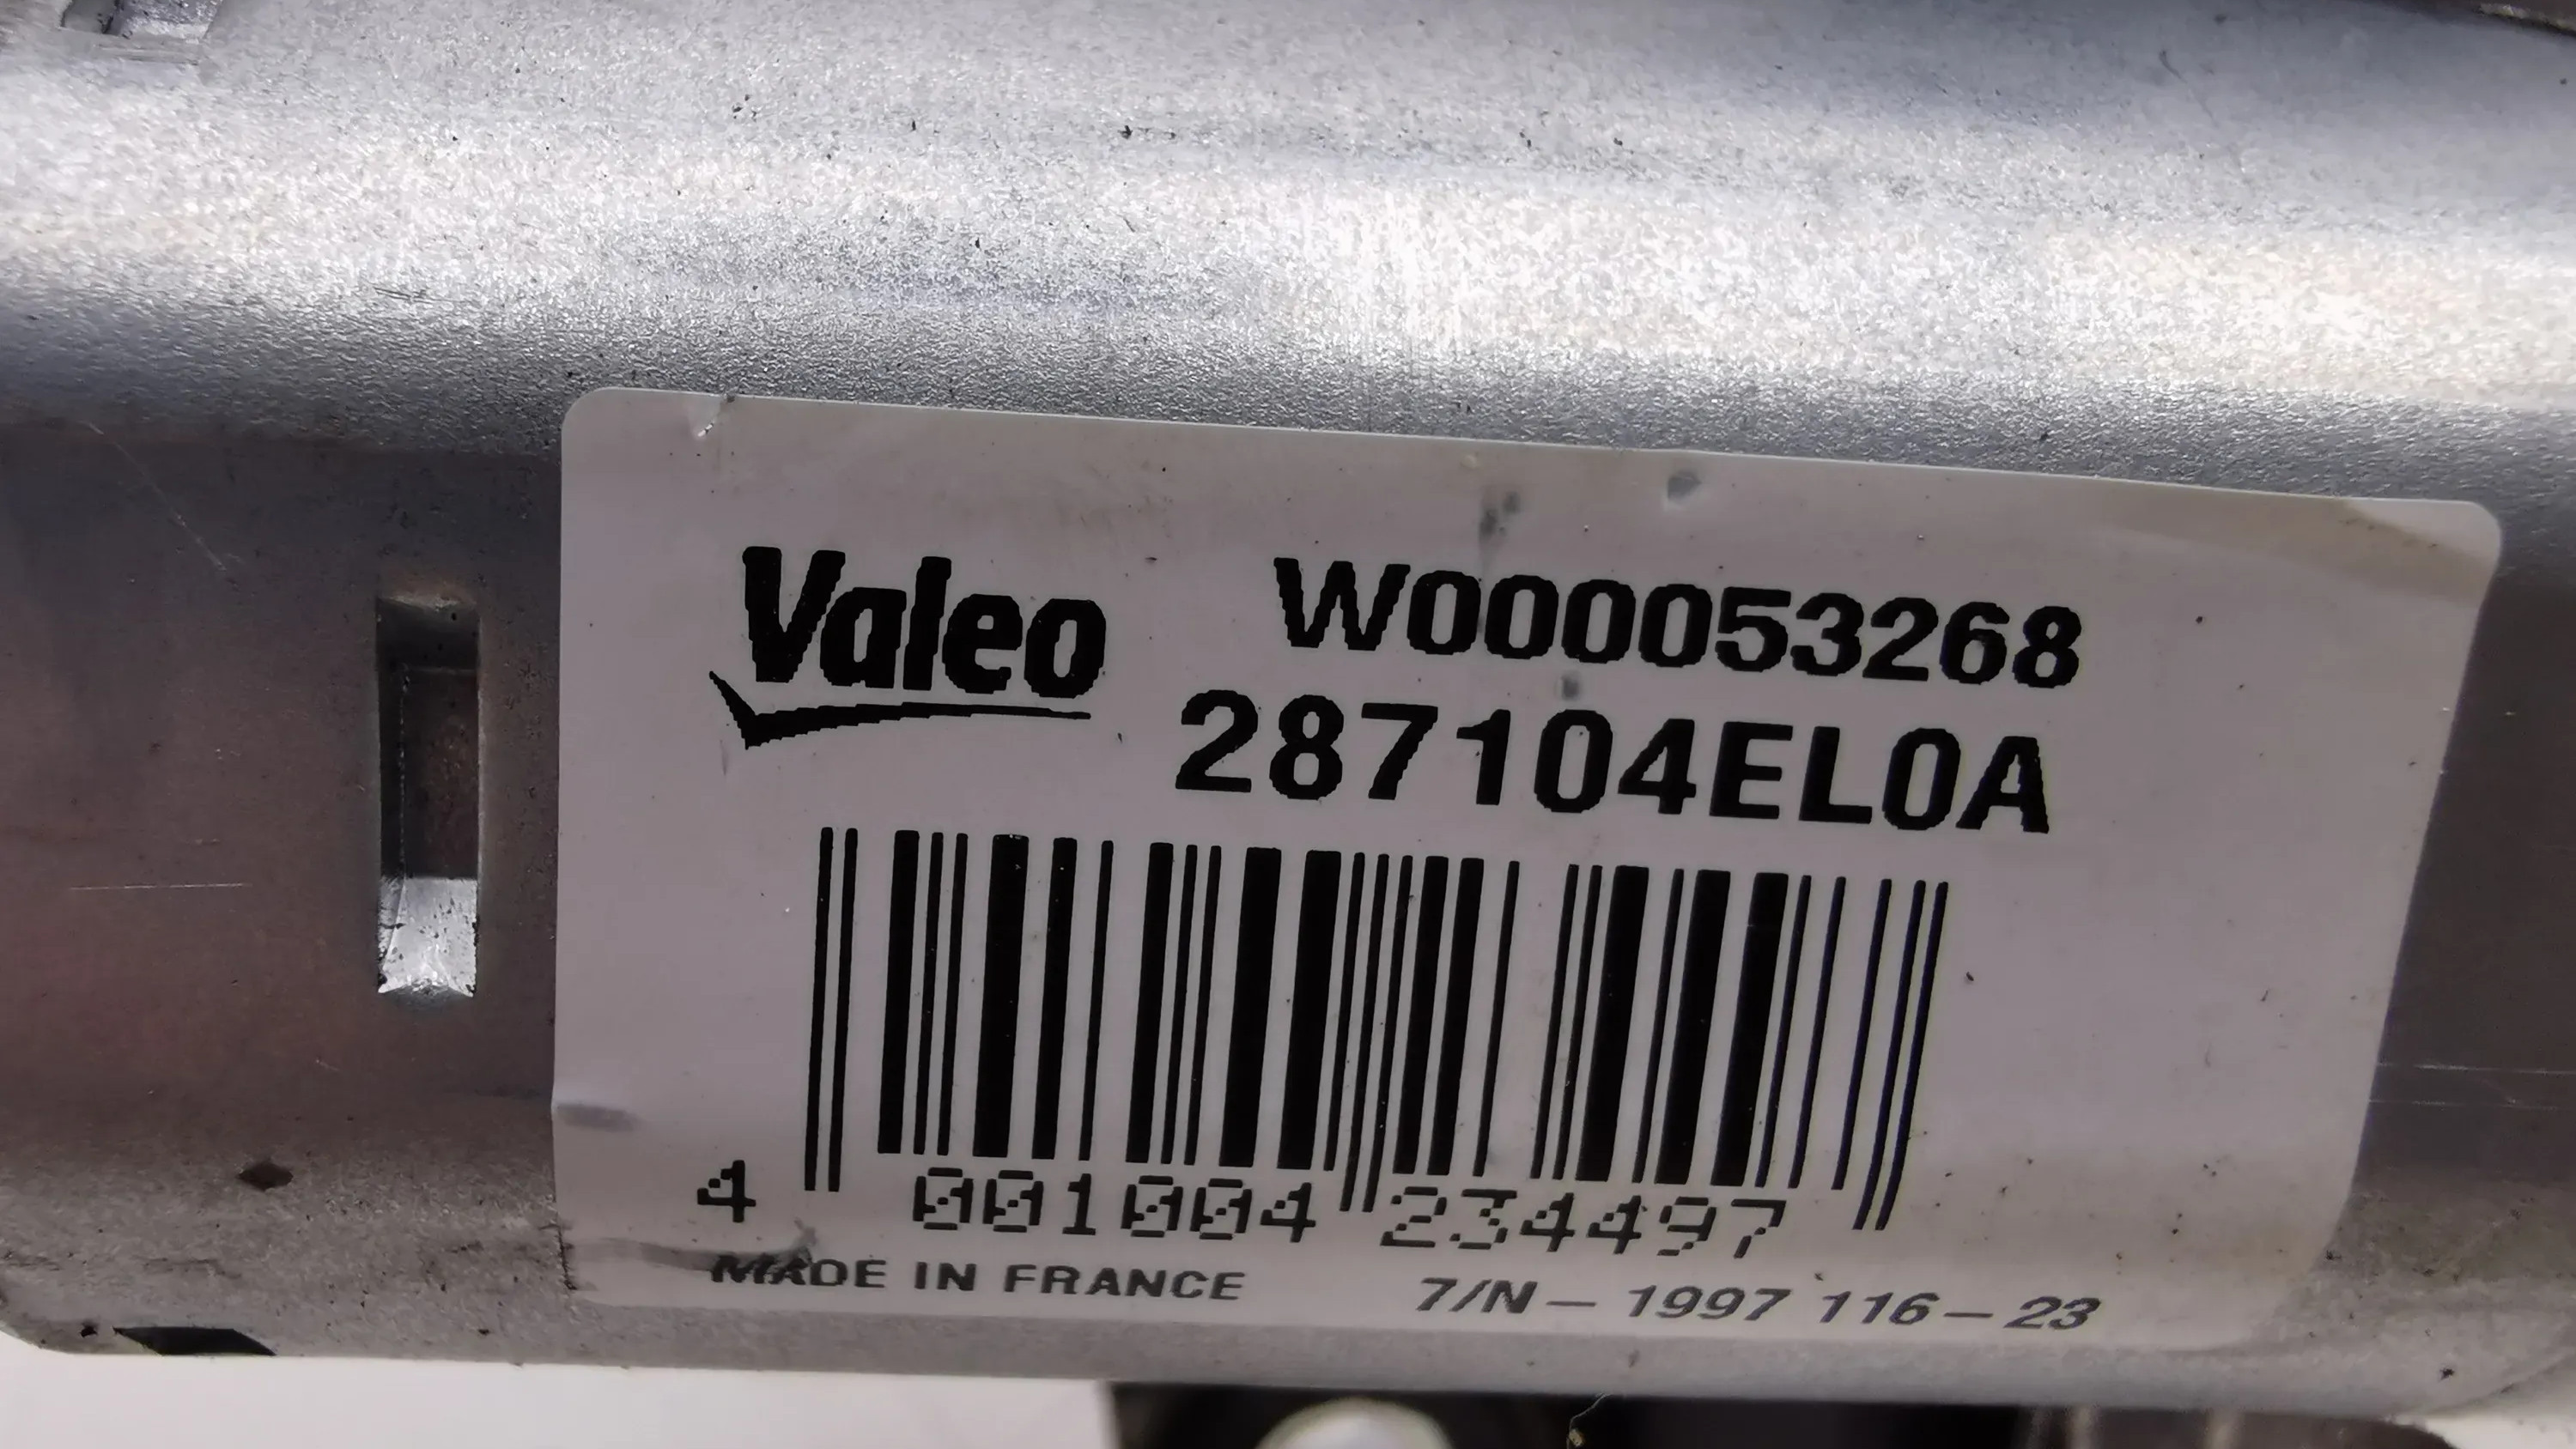 Valeo W000053268
287104EL0A
4 001004 234497
MADE IN FRANCE 7/N – 1997 116 – 23